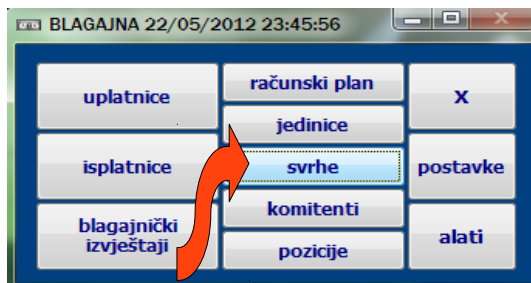 BLAGAJNA 22/05/2012 23:45:56
X
uplatnice
računski plan
X
jedinice
isplatnice
svrhe
postavke
komitenti
blagajnički
izvještaji
pozicije
alati